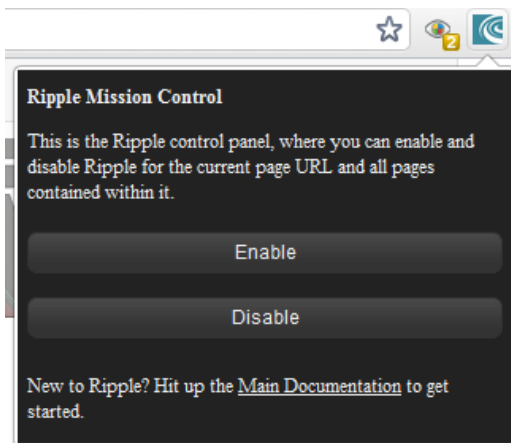 2
Ripple Mission Control
This is the Ripple control panel, where you can enable and
disable Ripple for the current page URL and all pages
contained within it.
Enable
Disable
New to Ripple? Hit up the Main Documentation to get
started.